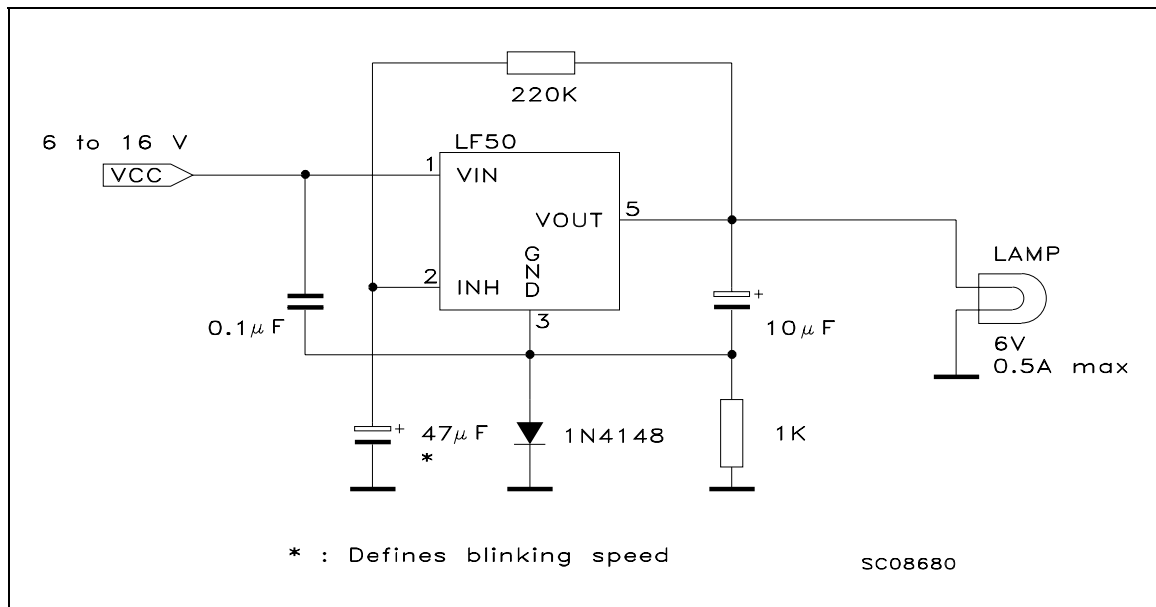 220K
6 to 16 V
LF50
VCC
1
VIN
VOUT
5
GND
2
INH
3
0.1μF
+
10μF
LAMP
6V
0.5A max
+
47μF
*
1N4148
1K
* : Defines blinking speed
SC08680